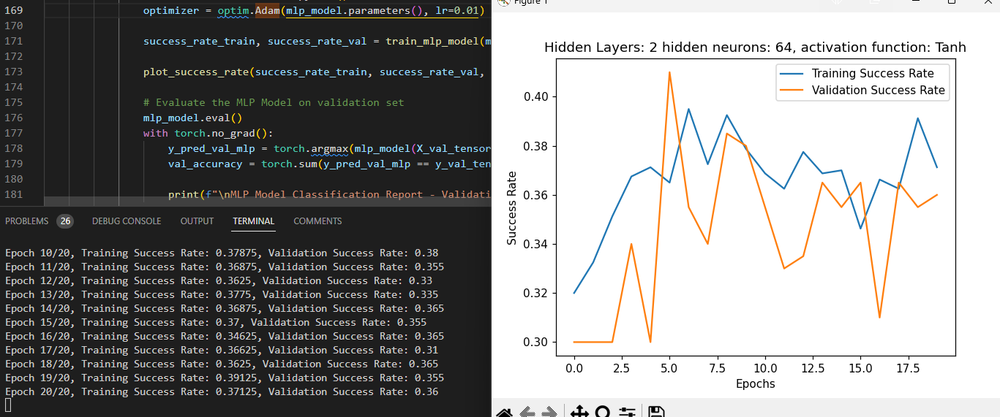 169 optimizer = optim.Adam(mlp_model.parameters(), lr=0.01)
170
171 success_rate_train, success_rate_val = train_mlp_model(m
172
173 plot_success_rate(success_rate_train, success_rate_val,
174
175 # Evaluate the MLP Model on validation set
176 mlp_model.eval()
177 with torch.no_grad():
178 y_pred_val_mlp = torch.argmax(mlp_model(X_val_tensor
179 val_accuracy = torch.sum(y_pred_val_mlp == y_val_ten
180
181 print(f"\nMLP Model Classification Report - Validati
PROBLEMS 26 DEBUG CONSOLE OUTPUT TERMINAL COMMENTS
Epoch 10/20, Training Success Rate: 0.37875, Validation Success Rate: 0.38
Epoch 11/20, Training Success Rate: 0.36875, Validation Success Rate: 0.355
Epoch 12/20, Training Success Rate: 0.3625, Validation Success Rate: 0.33
Epoch 13/20, Training Success Rate: 0.3775, Validation Success Rate: 0.335
Epoch 14/20, Training Success Rate: 0.36875, Validation Success Rate: 0.365
Epoch 15/20, Training Success Rate: 0.37, Validation Success Rate: 0.355
Epoch 16/20, Training Success Rate: 0.34625, Validation Success Rate: 0.365
Epoch 17/20, Training Success Rate: 0.36625, Validation Success Rate: 0.31
Epoch 18/20, Training Success Rate: 0.3625, Validation Success Rate: 0.365
Epoch 19/20, Training Success Rate: 0.39125, Validation Success Rate: 0.355
Epoch 20/20, Training Success Rate: 0.37125, Validation Success Rate: 0.36
Figure 1
Hidden Layers: 2 hidden neurons: 64, activation function: Tanh
Training Success Rate
Validation Success Rate
0.40
0.38
0.36
0.34
0.32
0.30
Success Rate
0.0 2.5 5.0 7.5 10.0 12.5 15.0 17.5
Epochs